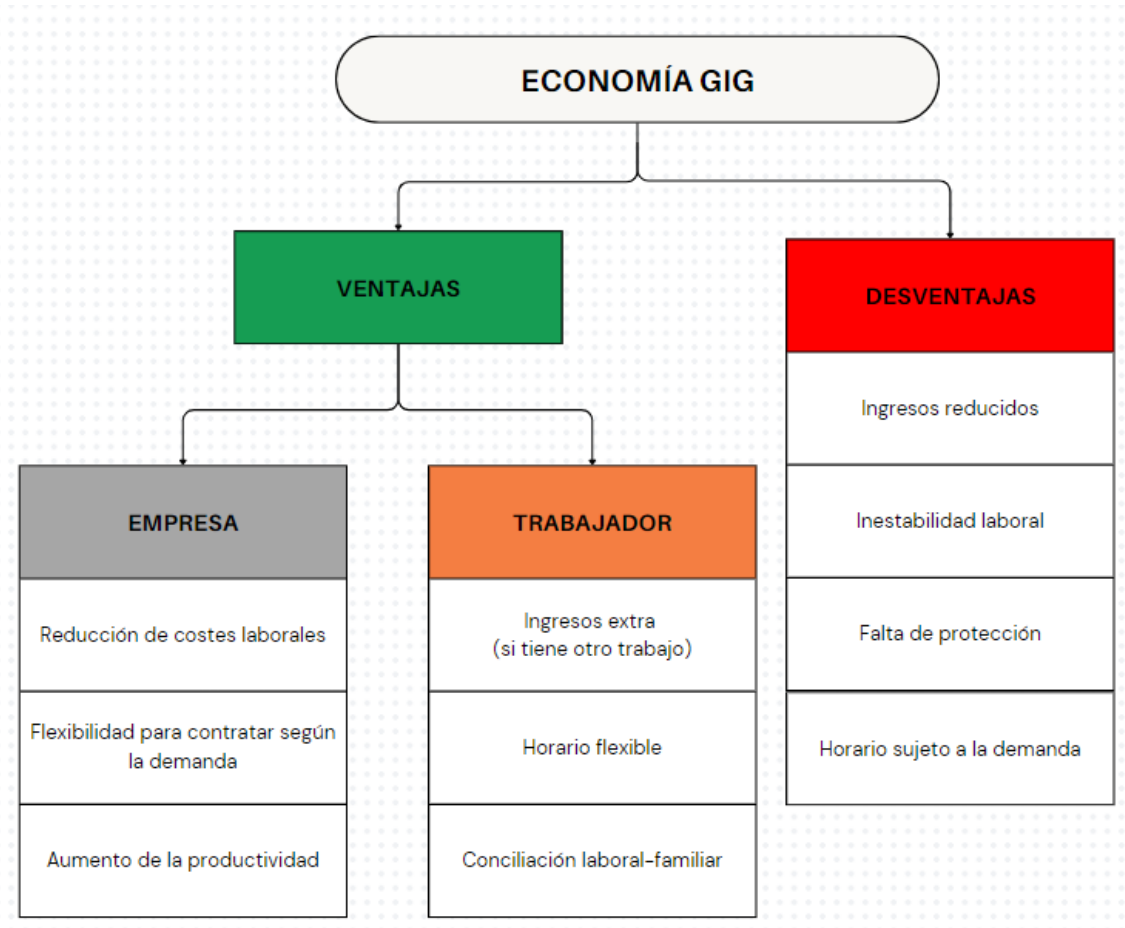 ECONOMÍA GIG
VENTAJAS
EMPRESA
Reducción de costes laborales
Flexibilidad para contratar según
la demanda
Aumento de la productividad
TRABAJADOR
Ingresos extra
(si tiene otro trabajo)
Horario flexible
Conciliación laboral-familiar
DESVENTAJAS
Ingresos reducidos
Inestabilidad laboral
Falta de protección
Horario sujeto a la demanda